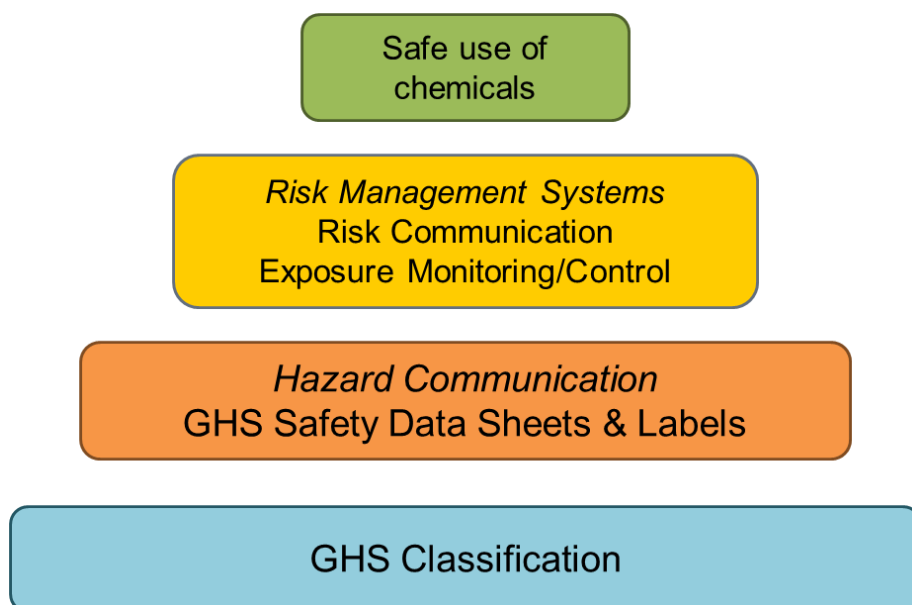 Safe use of
chemicals
Risk Management Systems
Risk Communication
Exposure Monitoring/Control
Hazard Communication
GHS Safety Data Sheets & Labels
GHS Classification